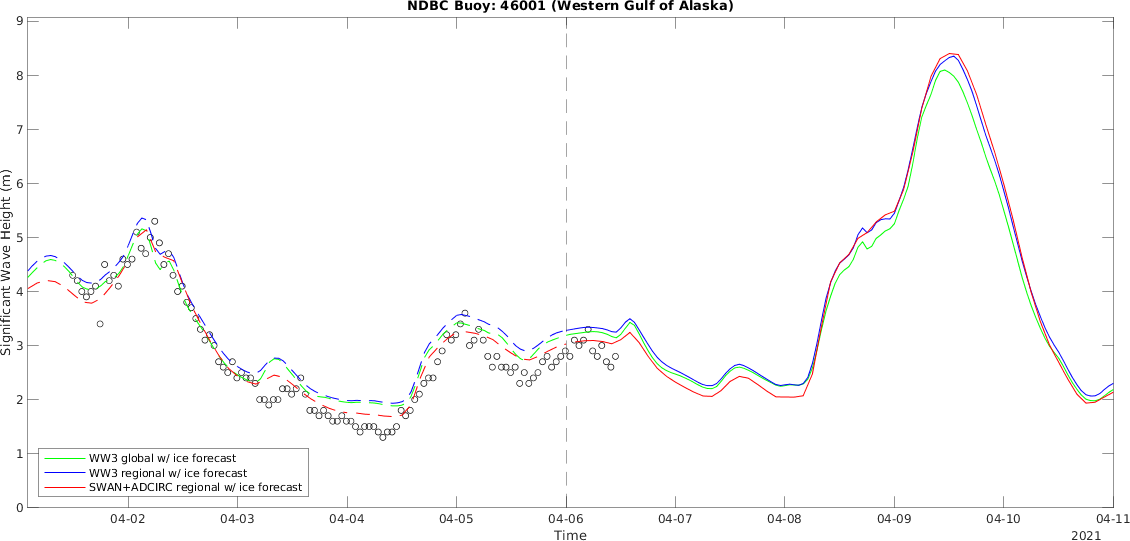 NDBC Buoy: 46001 (Western Gulf of Alaska)
9
8
7
6
5
4
3
2
1
0
Significant Wave Height (m)
WW3 global w/ ice forecast
WW3 regional w/ ice forecast
SWAN+ADCIRC regional w/ ice forecast
04-02 04-03 04-04 04-05 04-06 04-07 04-08 04-09 04-10 04-11
Time
2021